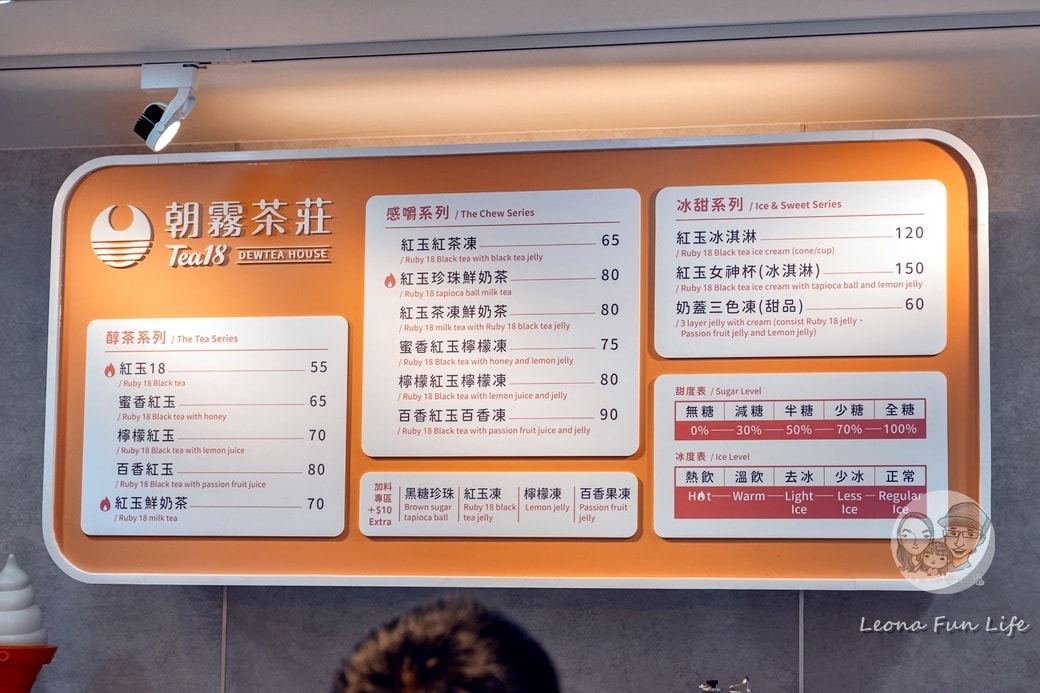 朝霧茶莊
Tea18 DEWTEA HOUSE
醇茶系列 / The Tea Series
紅玉18 55
/ Ruby 18 Black tea
蜜香紅玉 65
/ Ruby 18 Black tea with honey
檸檬紅玉 70
/ Ruby 18 Black tea with lemon juice
百香紅玉 80
/ Ruby 18 Black tea with passion fruit juice
紅玉鮮奶茶 70
/ Ruby 18 milk tea
感嚼系列 / The Chew Series
紅玉紅茶凍 65
/ Ruby 18 Black tea with black tea jelly
紅玉珍珠鮮奶茶 80
/ Ruby 18 tapioca ball milk tea
紅玉茶凍鮮奶茶 80
/ Ruby 18 milk tea with Ruby 18 black tea jelly
蜜香紅玉檸檬凍 75
/ Ruby 18 Black tea with honey and lemon jelly
檸檬紅玉檸檬凍 80
/ Ruby 18 Black tea with lemon juice and jelly
百香紅玉百香凍 90
/ Ruby 18 Black tea with passion fruit juice and jelly
加料
專區
+$10
Extra
黑糖珍珠
Brown sugar
tapioca ball
紅玉凍
Ruby 18 black
tea jelly
檸檬凍
Lemon jelly
百香果凍
Passion fruit
jelly
冰甜系列 / Ice & Sweet Series
紅玉冰淇淋 120
/ Ruby 18 Black tea ice cream (cone/cup)
紅玉女神杯(冰淇淋) 150
/ Ruby 18 Black tea ice cream with tapioca ball and lemon jelly
奶蓋三色凍(甜品) 60
/ 3 layer jelly with cream (consist Ruby 18 jelly、
Passion fruit jelly and Lemon jelly)
甜度表 / Sugar Level
無糖 減糖 半糖 少糖 全糖
0% 30% 50% 70% 100%
冰度表 / Ice Level
熱飲 溫飲 去冰 少冰 正常
Hot Warm Light Less Regular
Ice Ice Ice
Leona Fun Life